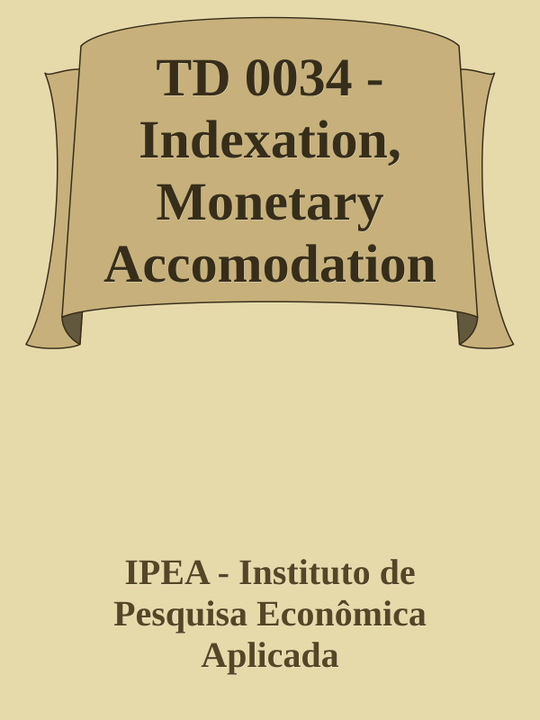 TD 0034 -
Indexation,
Monetary
Accomodation
IPEA - Instituto de
Pesquisa Econômica
Aplicada